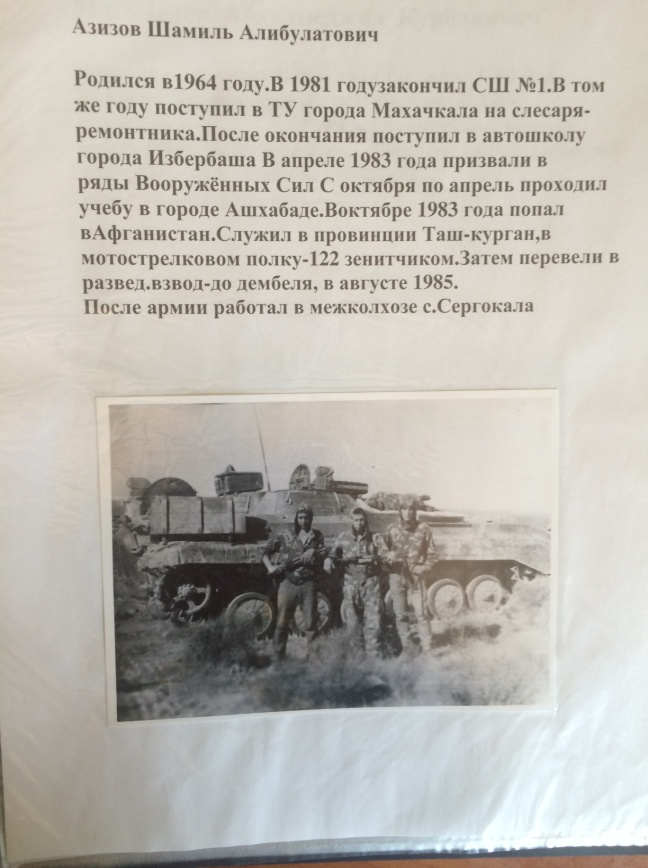 Азизов Шамиль Алибулатович
Родился в1964 году.В 1981 годузакончил СШ №1.В том
же году поступил в ТУ города Махачкала на слесаря-
ремонтника.После окончания поступил в автошколу
города Избербаша В апреле 1983 года призвали в
ряды Вооружённых Сил С октября по апрель проходил
учебу в городе Ашхабаде.Воктябре 1983 года попал
вАфганистан.Служил в провинции Таш-курган,в
мотострелковом полку-122 зенитчиком.Затем перевели в
развед.взвод-до дембеля, в августе 1985.
После армии работал в межколхозе с.Сергокала